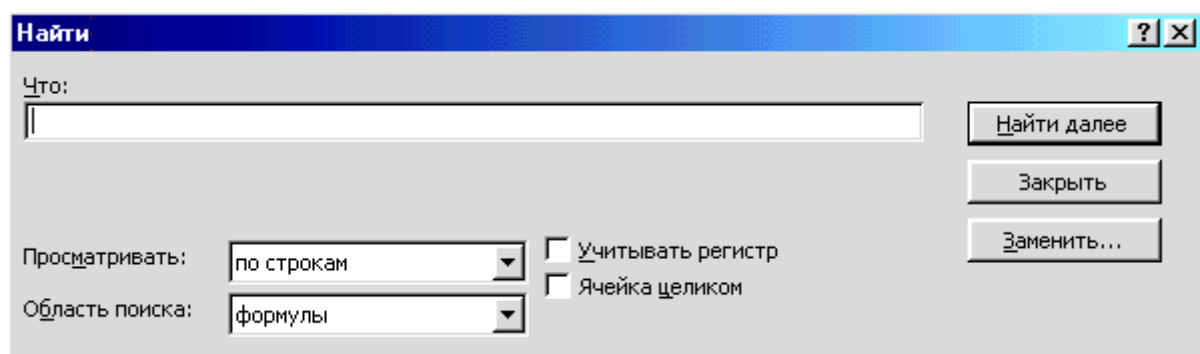 Найти
Что:
Найти далее
Закрыть
Заменить...
Просматривать: по строкам
Учитывать регистр
Ячейка целиком
Область поиска: формулы